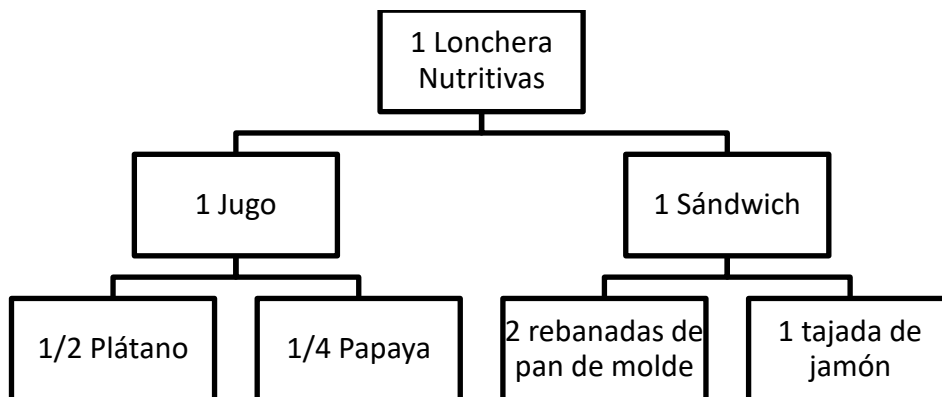 1 Lonchera
Nutritivas
1 Jugo
1 Sándwich
1/2 Plátano
1/4 Papaya
2 rebanadas de
pan de molde
1 tajada de
jamón